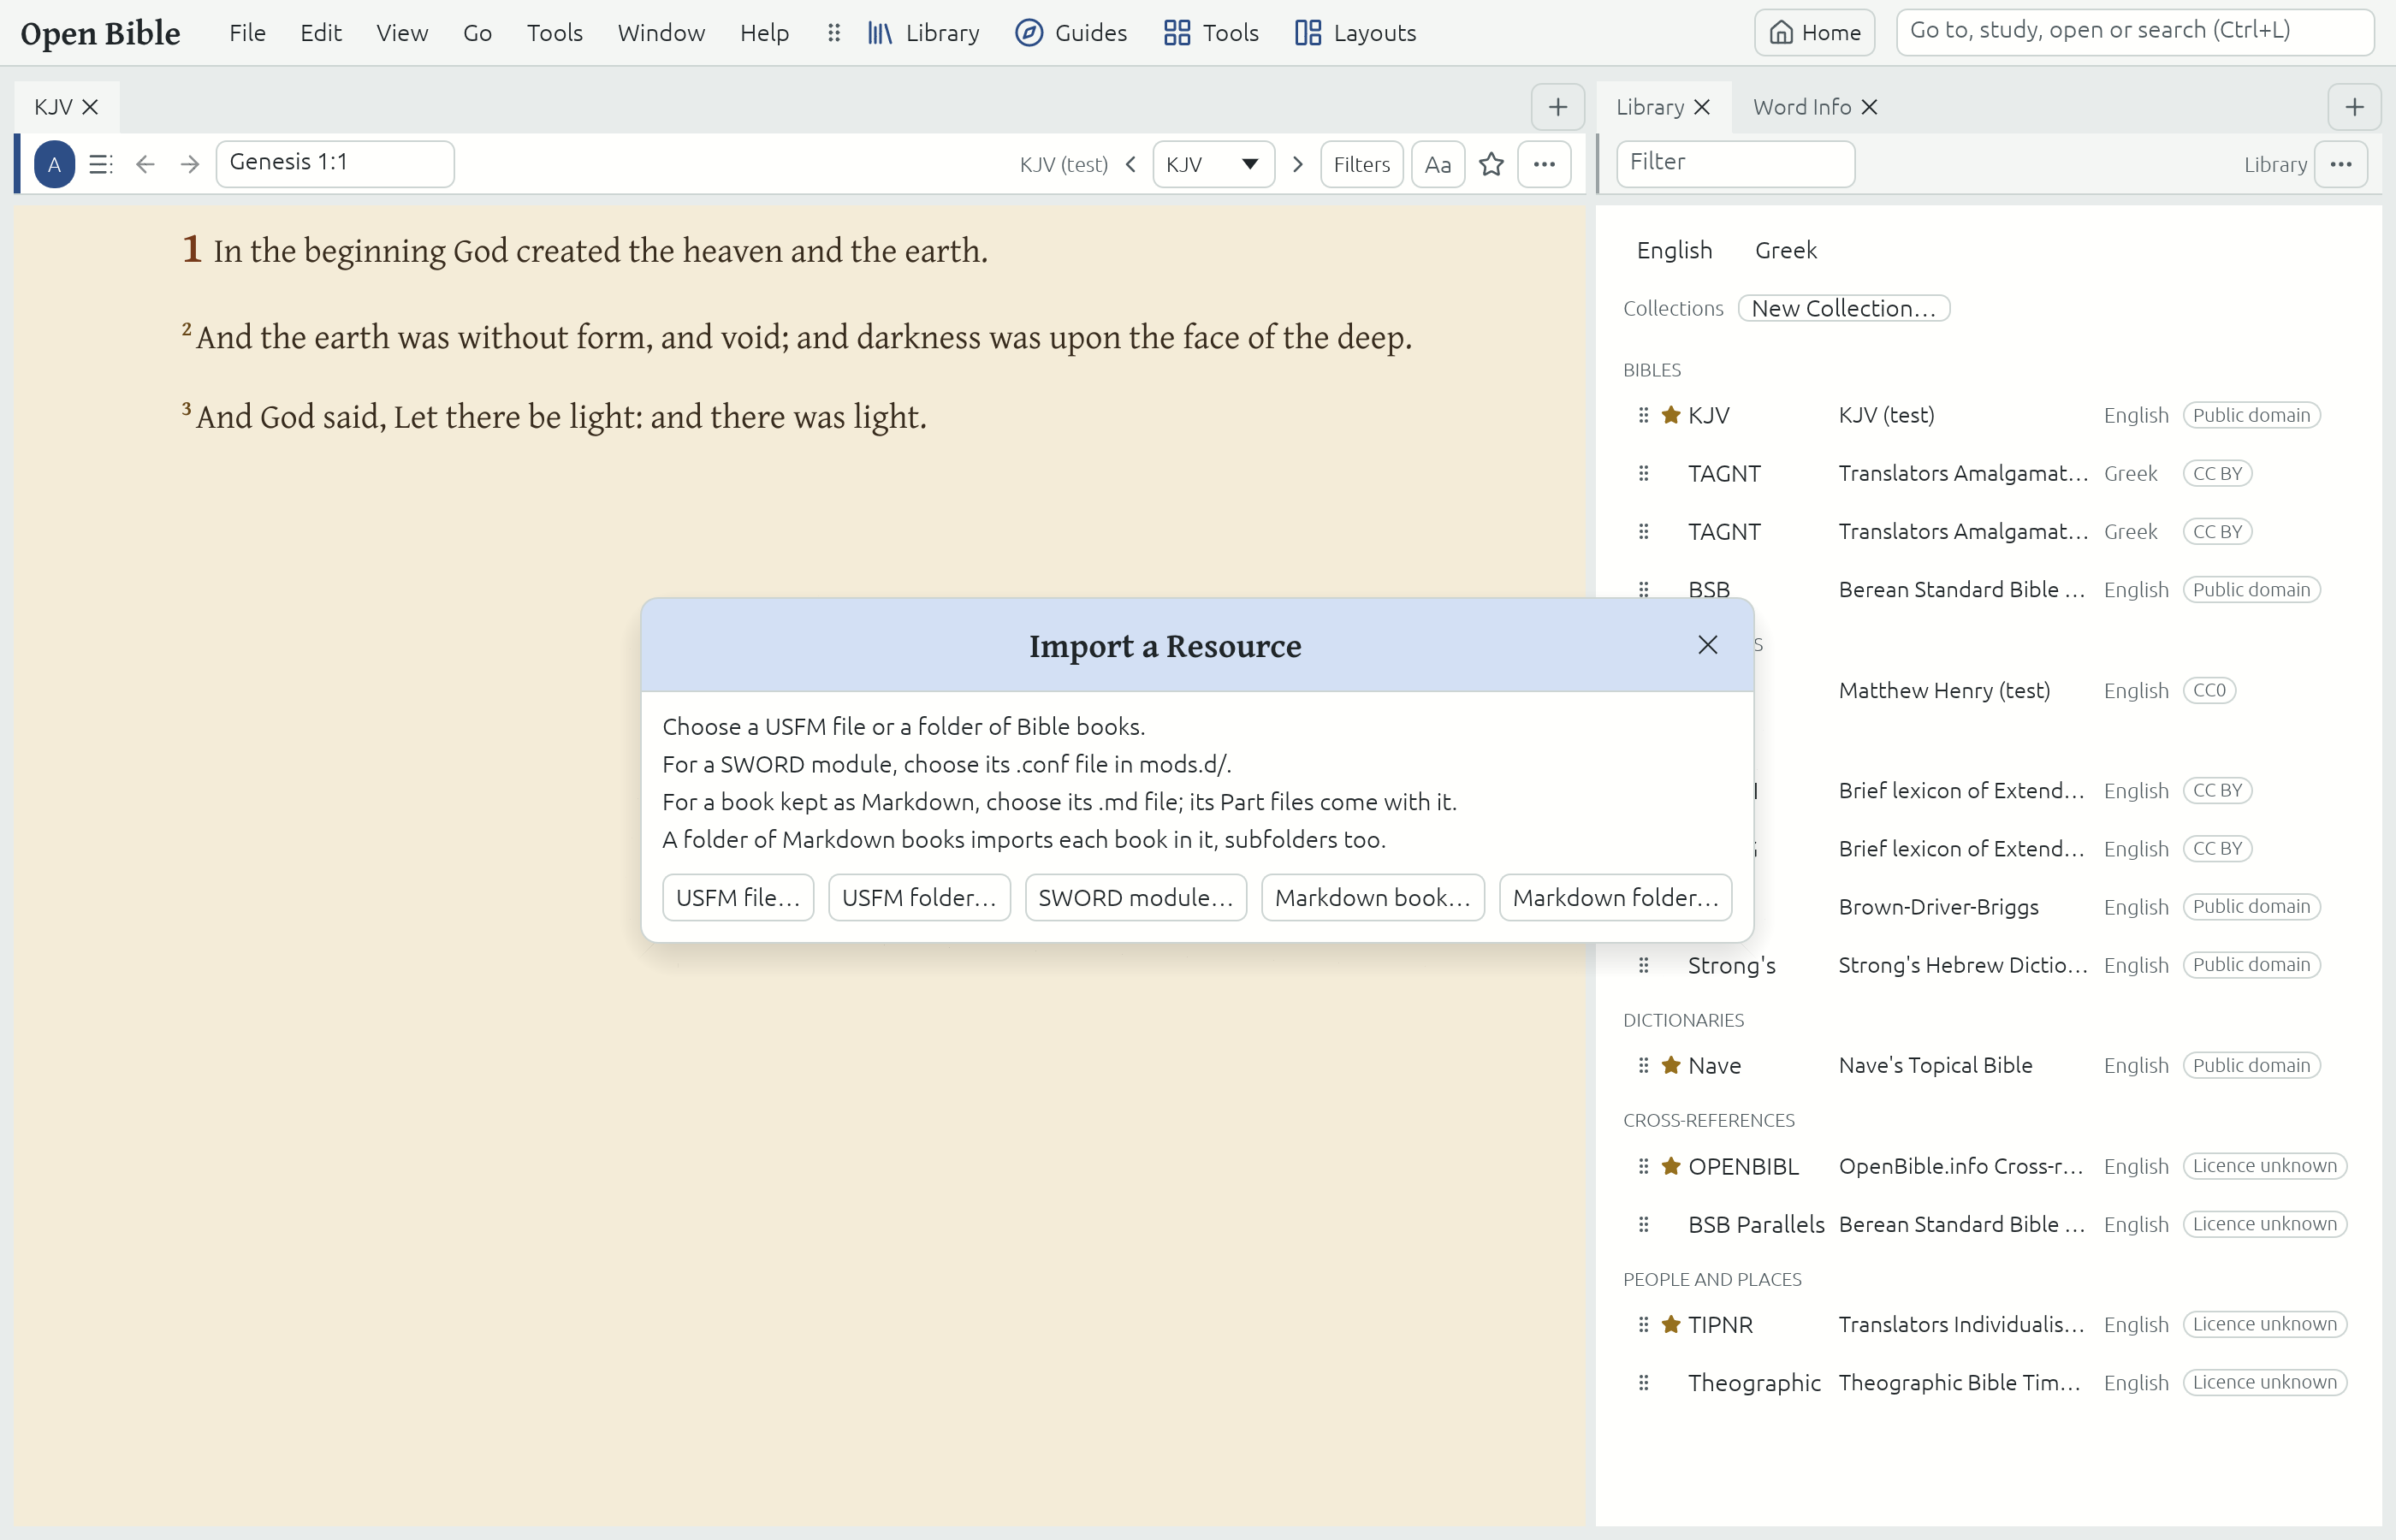 Open Bible File Edit View Go Tools Window Help Library Guides Tools Layouts Home Go to, study, open or search (Ctrl+L)
KJV
Library Word Info
A Genesis 1:1 KJV (test) KJV Filters Aa
Filter Library
1 In the beginning God created the heaven and the earth.
2 And the earth was without form, and void; and darkness was upon the face of the deep.
3 And God said, Let there be light: and there was light.
English Greek
Collections New Collection…
BIBLES
KJV KJV (test) English Public domain
TAGNT Translators Amalgamat… Greek CC BY
TAGNT Translators Amalgamat… Greek CC BY
BSB Berean Standard Bible … English Public domain
Matthew Henry (test) English CC0
Brief lexicon of Extend… English CC BY
Brief lexicon of Extend… English CC BY
Brown-Driver-Briggs English Public domain
Strong's Strong's Hebrew Dictio… English Public domain
DICTIONARIES
Nave Nave's Topical Bible English Public domain
CROSS-REFERENCES
OPENBIBL OpenBible.info Cross-r… English Licence unknown
BSB Parallels Berean Standard Bible … English Licence unknown
PEOPLE AND PLACES
TIPNR Translators Individualis… English Licence unknown
Theographic Theographic Bible Tim… English Licence unknown
Import a Resource
Choose a USFM file or a folder of Bible books.
For a SWORD module, choose its .conf file in mods.d/.
For a book kept as Markdown, choose its .md file; its Part files come with it.
A folder of Markdown books imports each book in it, subfolders too.
USFM file… USFM folder… SWORD module… Markdown book… Markdown folder…